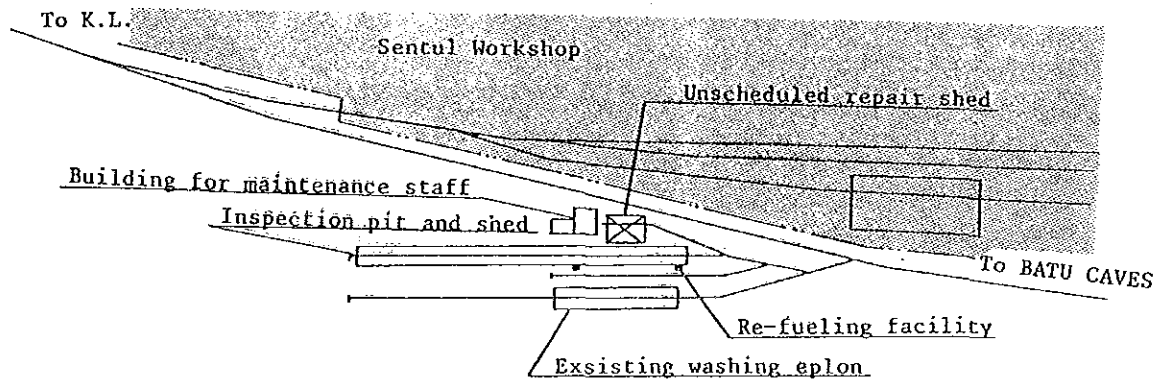 To K.L.
Sentul Workshop
Unscheduled repair shed
Building for maintenance staff
Inspection pit and shed
To BATU CAVES
Re-fueling facility
Exsisting washing eplon